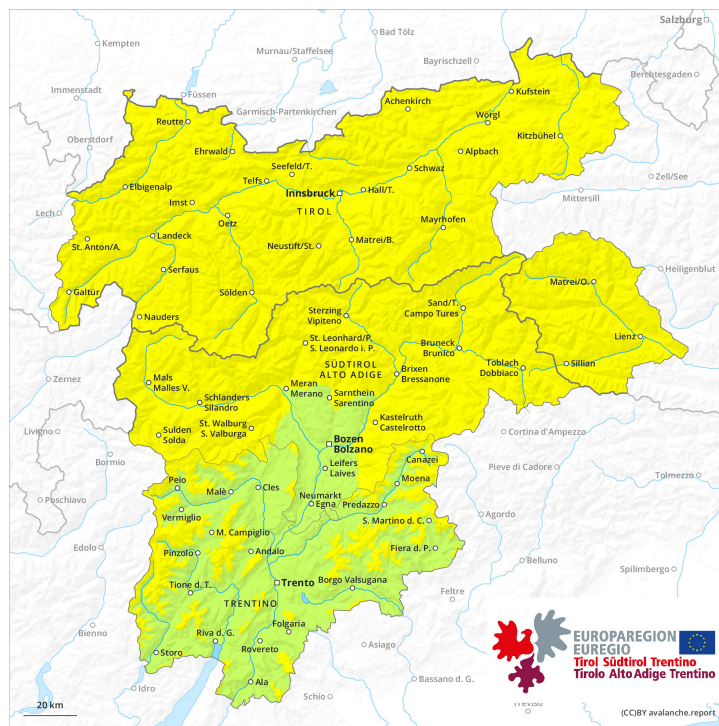 Salzburg
Kempten
Bad Tölz
Murnau/Staffelsee
Bayrischzell
Berchtesgaden
Immenstadt
Füssen
Garmisch-Partenkirchen
Achenkirch
Kufstein
Reutte
Wörgl
Oberstdorf
Kitzbühel
Ehrwald
Alpbach
Seefeld/T.
Schwaz
Zell/See
Elbigenalp
Telfs
Innsbruck
Hall/T.
Mittersill
Imst
TIROL
Lech
Oetz
Mayrhofen
St. Anton/A.
Landeck
Neustift/St.
Matrei/B.
Serfaus
Heiligenblut
Galtür
Sölden
Matrei/O.
Nauders
Sterzing
Vipiteno
Sand/T.
Campo Tures
St. Leonhard/P.
S. Leonardo i. P.
Bruneck
Brunico
Lienz
SÜDTIROL
ALTO ADIGE
Toblach
Dobbiaco
Sillian
Zernez
Mals
Malles V.
Meran
Merano
Brixen
Bressanone
Schlanders
Silandro
Sarnthein
Sarentino
Livigno
Sulden
Solda
St. Walburg
S. Valburga
Kastelruth
Castelrotto
Cortina d'Ampezzo
Bozen
Bolzano
Bormio
Canazei
Pieve di Cadore
Leifers
Laives
Tolmezzo
Poschiavo
Peio
Malè
Cles
Moena
Neumarkt
Egna
Predazzo
Vermiglio
Agordo
S. Martino d. C.
M. Campiglio
Edolo
Pinzolo
Andalo
Fiera d. P.
Belluno
Spilimbergo
Tione d. T.
Trento
Borgo Valsugana
Feltre
TRENTINO
Folgaria
Bienno
Riva d. G.
Rovereto
Storo
Asiago
Ala
Bassano d. G.
Idro
Schio
Treviso
EUROPAREGION
EUREGIO
Tirol Südtirol Trentino
Tirolo Alto Adige Trentino
20 km
(CC)BY avalanche.report